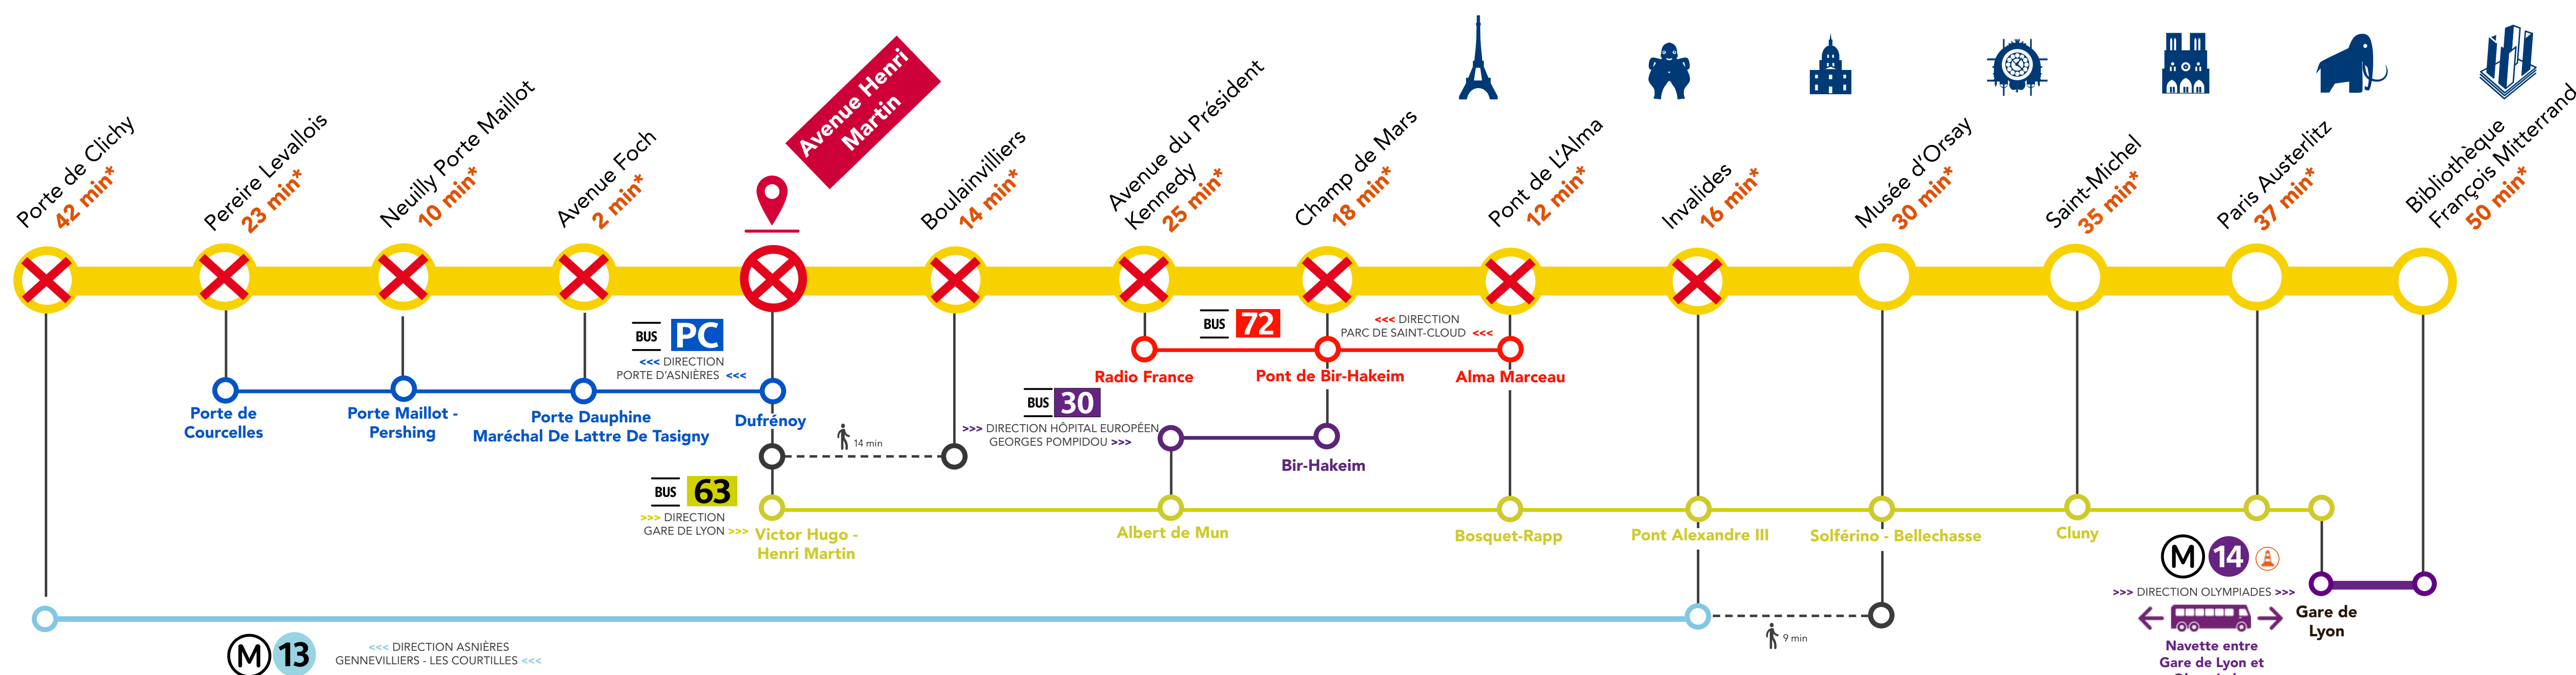 Porte de Clichy
42 min*
Pereire Levallois
23 min*
Neuilly Porte Maillot
10 min*
Avenue Foch
2 min*
Avenue Henri
Martin
Boulainvilliers
14 min*
Avenue du Président
Kennedy
25 min*
Champ de Mars
18 min*
Pont de L'Alma
12 min*
Invalides
16 min*
Musée d'Orsay
30 min*
Saint-Michel
35 min*
Paris Austerlitz
37 min*
Bibliothèque
François Mitterrand
50 min*
BUS PC
<<< DIRECTION
PORTE D'ASNIÈRES <<<
Porte de
Courcelles
Porte Maillot -
Pershing
Porte Dauphine
Maréchal De Lattre De Tasigny
Dufrénoy
BUS 72
<<< DIRECTION
PARC DE SAINT-CLOUD <<<
Radio France
Pont de Bir-Hakeim
Alma Marceau
BUS 30
>>> DIRECTION HÔPITAL EUROPÉEN
GEORGES POMPIDOU >>>
Bir-Hakeim
14 min
BUS 63
>>> DIRECTION
GARE DE LYON >>>
Victor Hugo -
Henri Martin
Albert de Mun
Bosquet-Rapp
Pont Alexandre III
Solférino - Bellechasse
Cluny
M 14
>>> DIRECTION OLYMPIADES >>>
Gare de
Lyon
Navette entre
Gare de Lyon et
9 min
M 13
<<< DIRECTION ASNIÈRES
GENNEVILLIERS - LES COURTILLES <<<